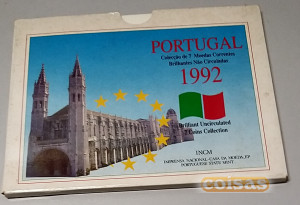 PORTUGAL
Colecção de 7 Moedas Correntes
Brilhantes Não Circuladas
1992
Brilliant Uncirculated
7 Coins Collection
INCM
IMPRENSA NACIONAL-CASA DA MOEDA, EP
PORTUGUESE STATE MINT
coisas